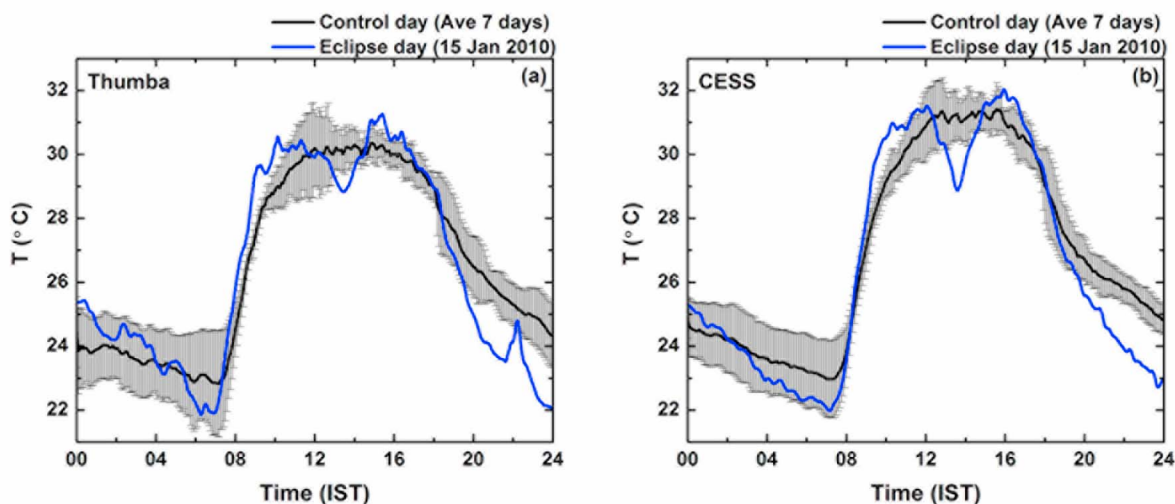 Control day (Ave 7 days)
Eclipse day (15 Jan 2010)
Thumba
(a)
32
30
28
26
24
22
T (° C)
00 04 08 12 16 20 24
Time (IST)
Control day (Ave 7 days)
Eclipse day (15 Jan 2010)
CESS
(b)
32
30
28
26
24
22
T (° C)
00 04 08 12 16 20 24
Time (IST)